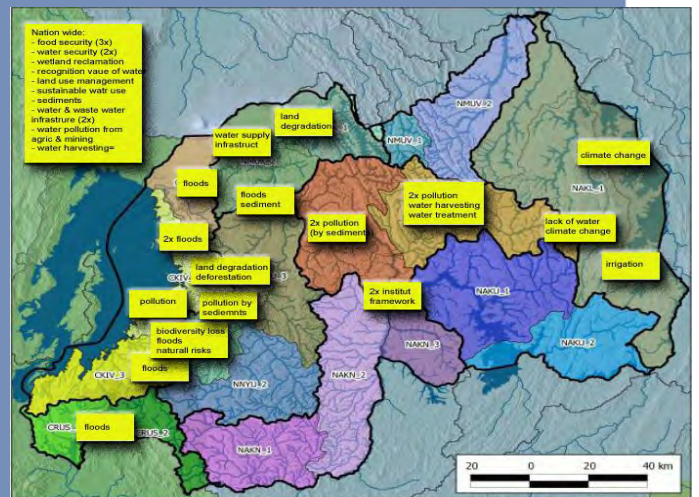 Nation wide:
- food security (3x)
- water security (2x)
- wetland reclamation
- recognition vaue of water
- land use management
- sustainable watr use
- sediments
- water & waste water
infrastrure (2x)
- water pollution from
agric & mining
- water harvesting=
land
degradation
water supply
infrastruct
NMUV_2
NMUV_1
climate change
NAKL_1
floods
floods
sediment
2x pollution
(by sediment)
2x pollution
water harvesting
water treatment
lack of water
climate change
2x floods
land degradation
deforestation
irrigation
pollution
pollution by
sediemnts
2x institut
framework
NAKU_1
biodiversity loss
floods
naturall risks
NAKU_2
NAKN_3
floods
CKIV_3
NNYU_2
NAKN_2
floods
CRUS_2
NAKN_1
20 0 20 40 km